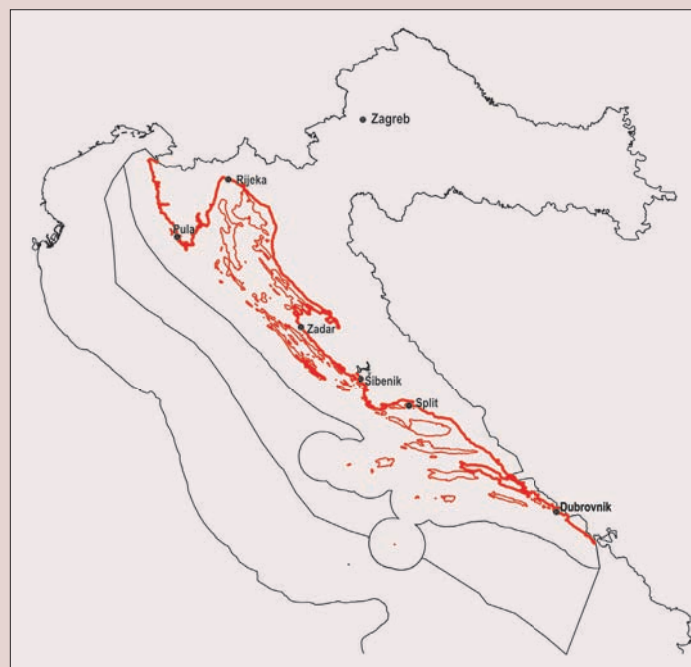 Zagreb
Rijeka
Pula
Zadar
Šibenik
Split
Dubrovnik